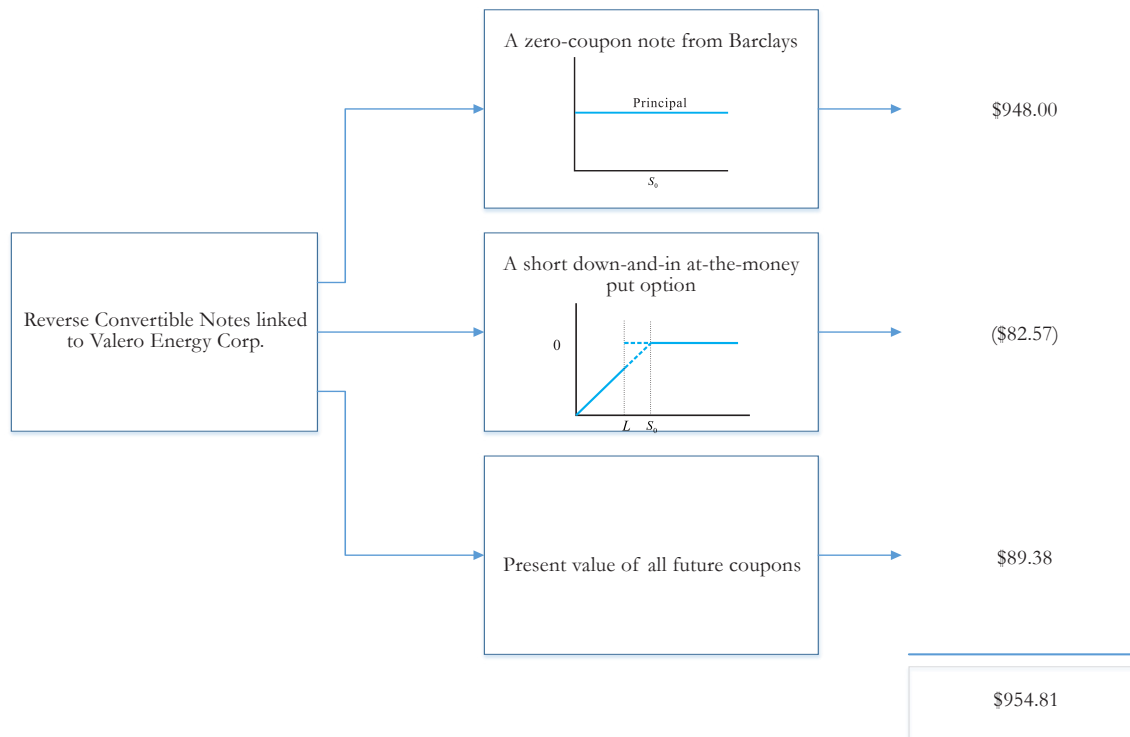 A zero-coupon note from Barclays
Principal
S₀
$948.00
Reverse Convertible Notes linked
to Valero Energy Corp.
A short down-and-in at-the-money
put option
0
L S₀
($82.57)
Present value of all future coupons
$89.38
$954.81